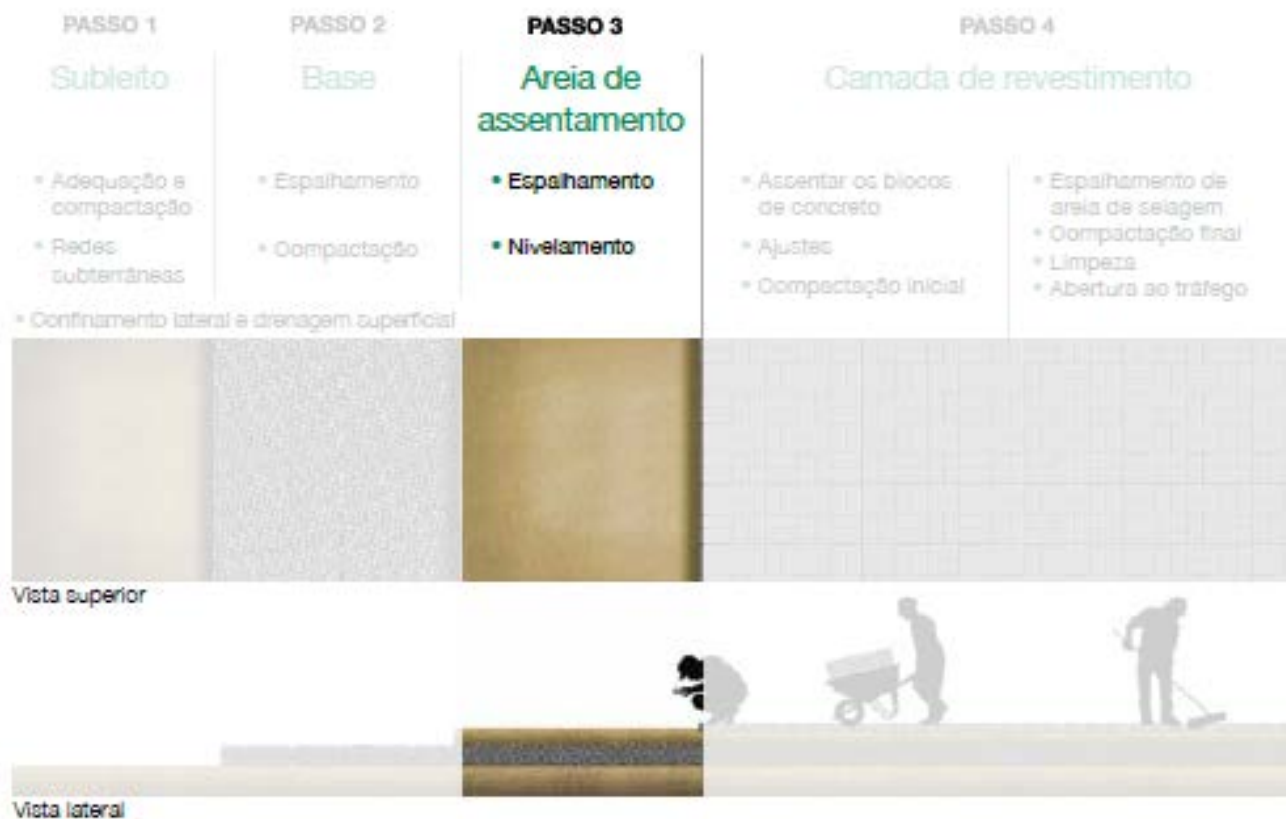 PASSO 1
Subleito
• Adequação e
compactação
• Redes
subterrâneas
PASSO 2
Base
• Espalhamento
• Compactação
• Confinamento lateral e drenagem superficial
PASSO 3
Areia de
assentamento
• Espalhamento
• Nivelamento
PASSO 4
Camada de revestimento
• Assentar os blocos
de concreto
• Ajustes
• Compactação inicial
• Espalhamento de
areia de selagem
• Compactação final
• Limpeza
• Abertura ao tráfego
Vista superior
Vista lateral